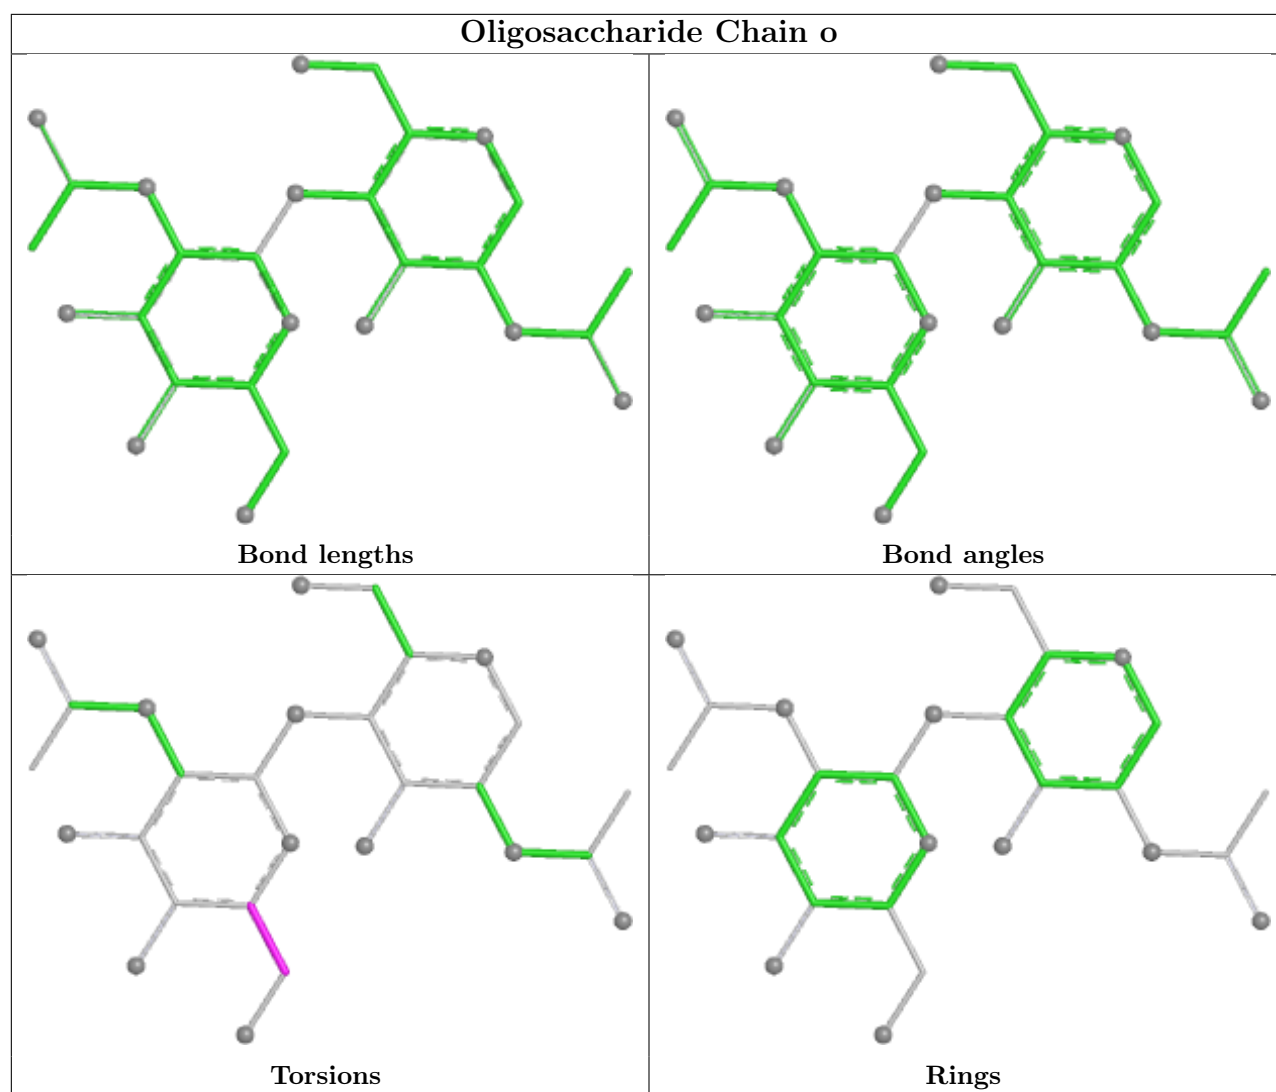 Oligosaccharide Chain o
Bond lengths
Bond angles
Torsions
Rings